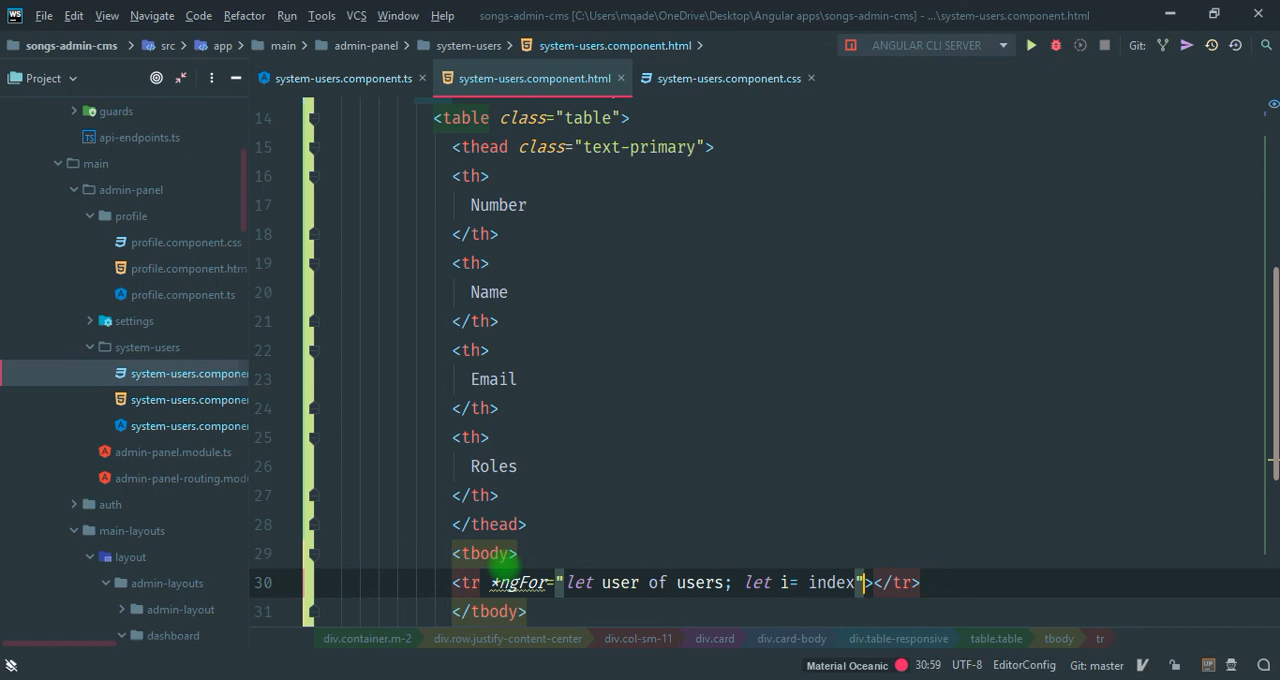 WS File Edit View Navigate Code Refactor Run Tools VCS Window Help songs-admin-cms [C:\Users\mqade\OneDrive\Desktop\Angular apps\songs-admin-cms] - ...\system-users.component.html
songs-admin-cms src app main admin-panel system-users system-users.component.html ANGULAR CLI SERVER Git:
Project system-users.component.ts system-users.component.html system-users.component.css
guards
api-endpoints.ts
main
admin-panel
profile
profile.component.css
profile.component.htm
profile.component.ts
settings
system-users
system-users.compone
system-users.compone
system-users.compone
admin-panel.module.ts
admin-panel-routing.modu
auth
main-layouts
layout
admin-layouts
admin-layout
dashboard
14 <table class="table">
15 <thead class="text-primary">
16 <th>
17 Number
18 </th>
19 <th>
20 Name
21 </th>
22 <th>
23 Email
24 </th>
25 <th>
26 Roles
27 </th>
28 </thead>
29 <tbody>
30 <tr *ngFor="let user of users; let i= index"></tr>
31 </tbody>
div.container.m-2 div.row.justify-content-center div.col-sm-11 div.card div.card-body div.table-responsive table.table tbody tr
Material Oceanic 30:59 UTF-8 EditorConfig Git: master